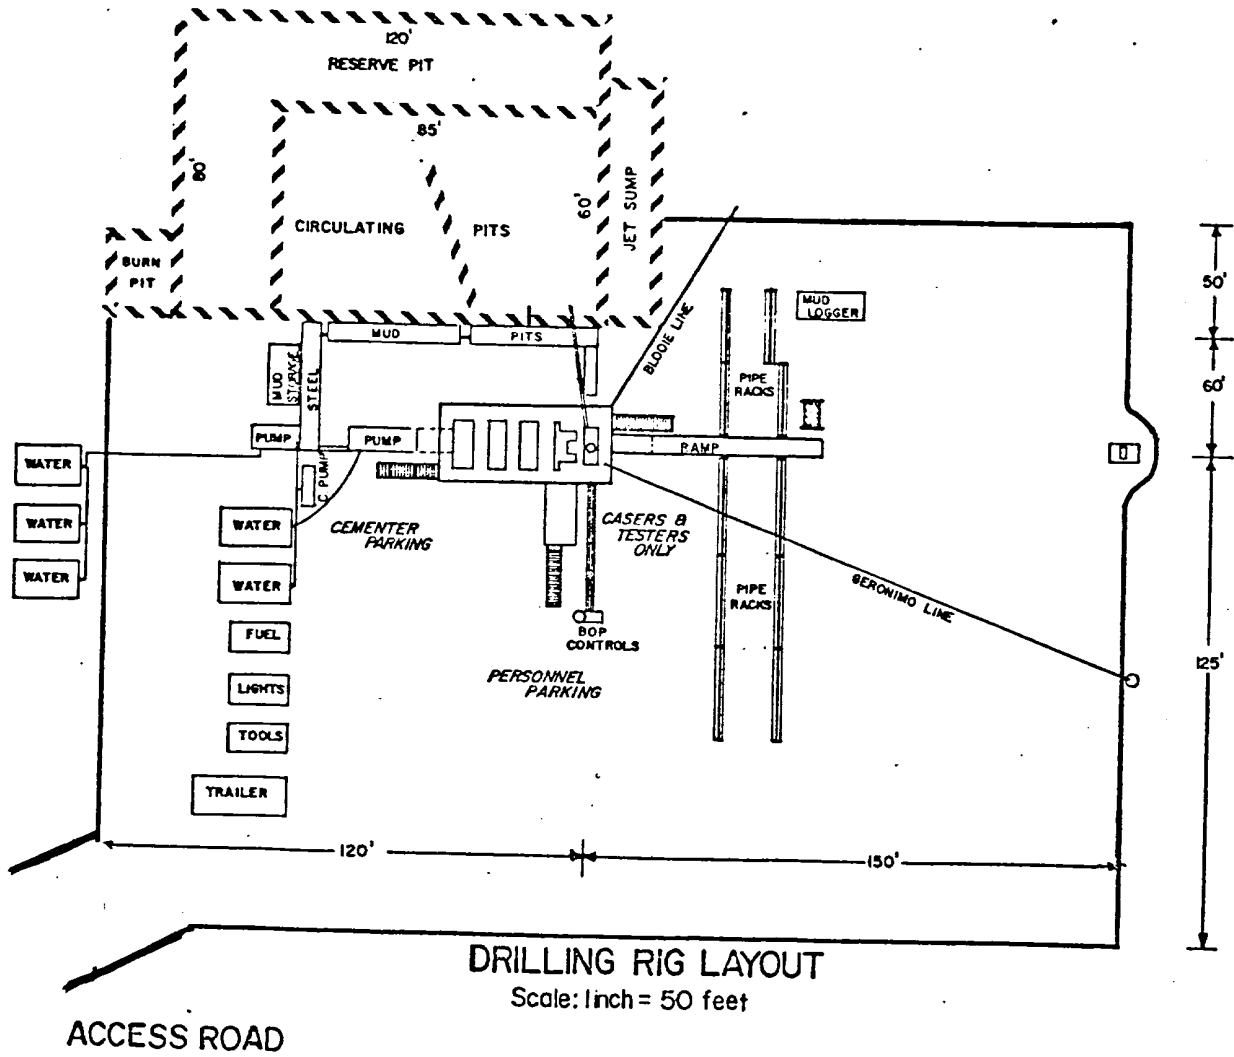 120'
RESERVE PIT
85'
80'
60'
JET SUMP
CIRCULATING PITS
BURN
PIT
50'
MUD
LOGGER
BLOOIE LINE
MUD
PITS
MUD
STORAGE
STEEL
PIPE
RACKS
60'
PUMP
PUMP
RAMP
WATER
C PUMP
WATER
WATER
CEMENTER
PARKING
CASERS &
TESTERS
ONLY
WATER
WATER
PIPE
RACKS
GERONIMO LINE
FUEL
BOP
CONTROLS
125'
LIGHTS
PERSONNEL
PARKING
TOOLS
TRAILER
120'
150'
DRILLING RIG LAYOUT
Scale: 1 inch = 50 feet
ACCESS ROAD